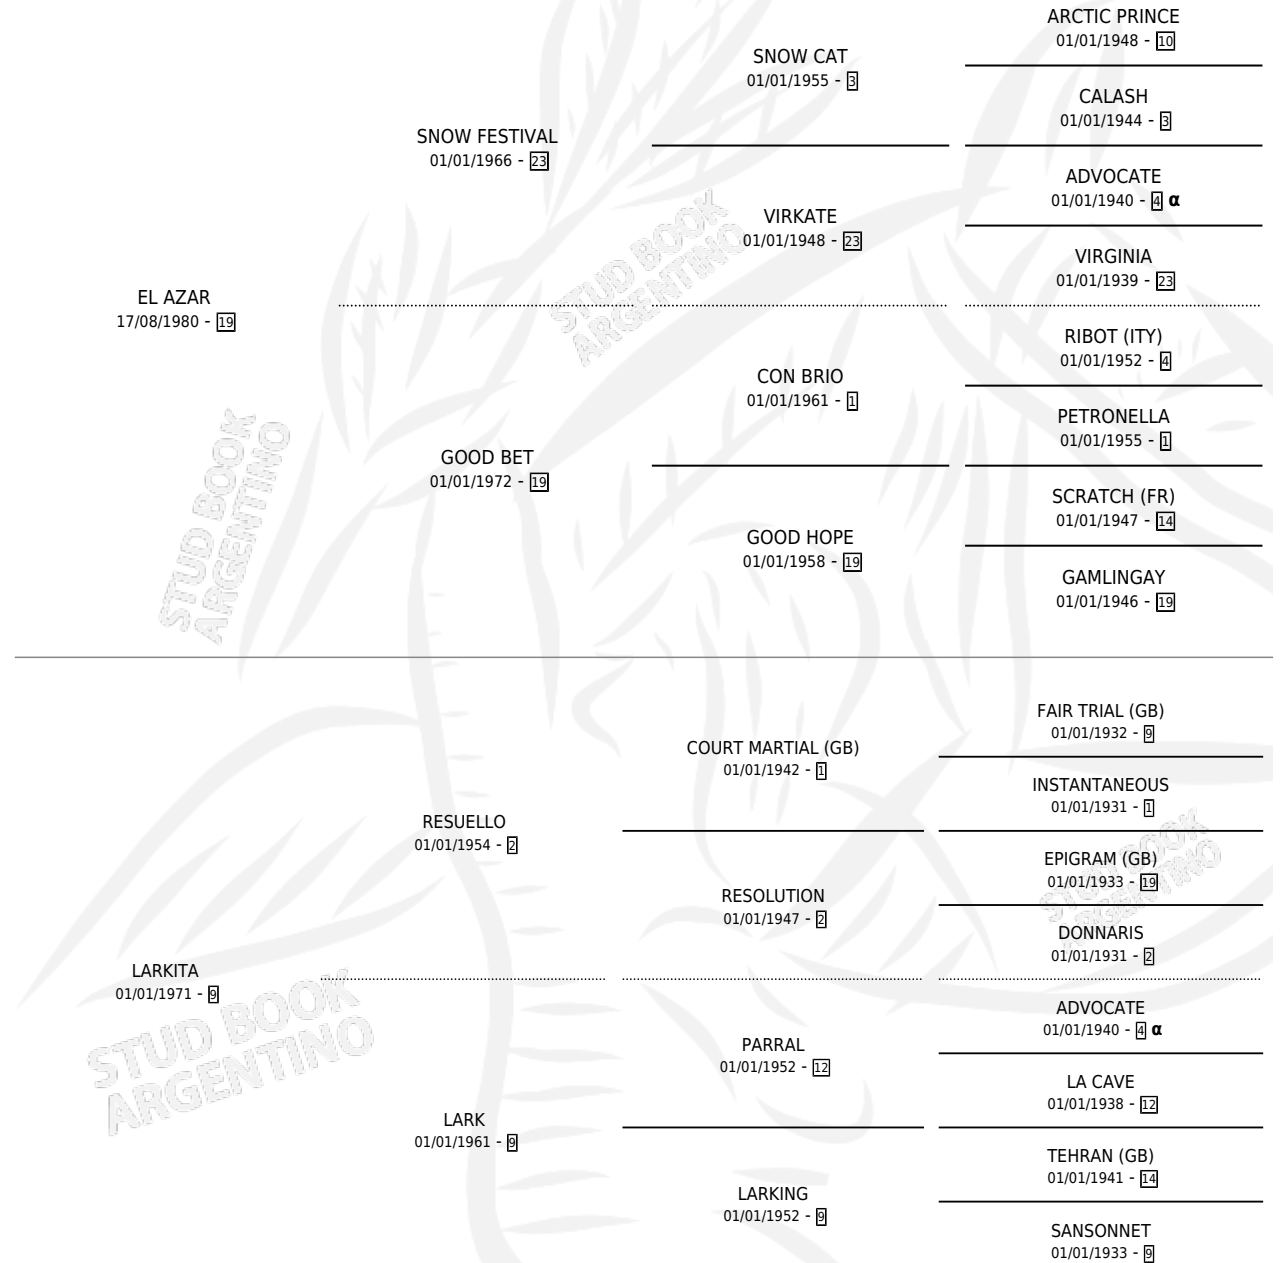 ARCTIC PRINCE
01/01/1948 - 10
SNOW CAT
01/01/1955 - 3
CALASH
01/01/1944 - 3
SNOW FESTIVAL
01/01/1966 - 23
ADVOCATE
01/01/1940 - 4 α
VIRKATE
01/01/1948 - 23
VIRGINIA
01/01/1939 - 23
EL AZAR
17/08/1980 - 19
RIBOT (ITY)
01/01/1952 - 4
CON BRIO
01/01/1961 - 1
PETRONELLA
01/01/1955 - 1
GOOD BET
01/01/1972 - 19
SCRATCH (FR)
01/01/1947 - 14
GOOD HOPE
01/01/1958 - 19
GAMLINGAY
01/01/1946 - 19
FAIR TRIAL (GB)
01/01/1932 - 9
COURT MARTIAL (GB)
01/01/1942 - 1
INSTANTANEOUS
01/01/1931 - 1
RESUELLO
01/01/1954 - 2
EPIGRAM (GB)
01/01/1933 - 19
RESOLUTION
01/01/1947 - 2
DONNARIS
01/01/1931 - 2
LARKITA
01/01/1971 - 9
ADVOCATE
01/01/1940 - 4 α
PARRAL
01/01/1952 - 12
LA CAVE
01/01/1938 - 12
LARK
01/01/1961 - 9
TEHRAN (GB)
01/01/1941 - 14
LARKING
01/01/1952 - 9
SANSONNET
01/01/1933 - 9
STUD BOOK
ARGENTINO
STUD BOOK
ARGENTINO
STUD BOOK
ARGENTINO
STUD BOOK
ARGENTINO